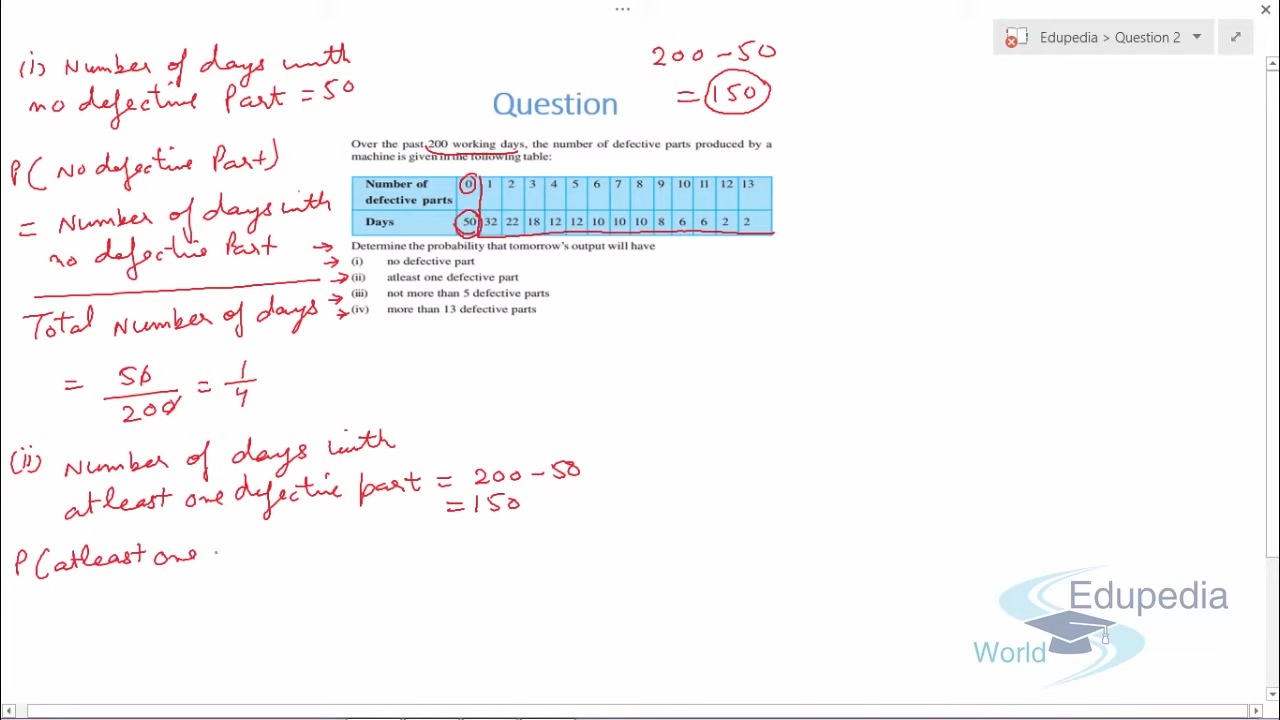 Edupedia > Question 2
(i) Number of days with
no defective Part = 50
P( No defective Part)
= Number of days with
no defective Part
Total Number of days
= 50/200 = 1/4
(ii) Number of days with
atleast one defective part = 200 - 50
= 150
P(atleast one
200 - 50
= 150
Question
Over the past 200 working days, the number of defective parts produced by a
machine is given in the following table:
Number of defective parts 0 1 2 3 4 5 6 7 8 9 10 11 12 13
Days 50 32 22 18 12 12 10 10 10 8 6 6 2 2
Determine the probability that tomorrow's output will have
(i) no defective part
(ii) atleast one defective part
(iii) not more than 5 defective parts
(iv) more than 13 defective parts
Edupedia
World